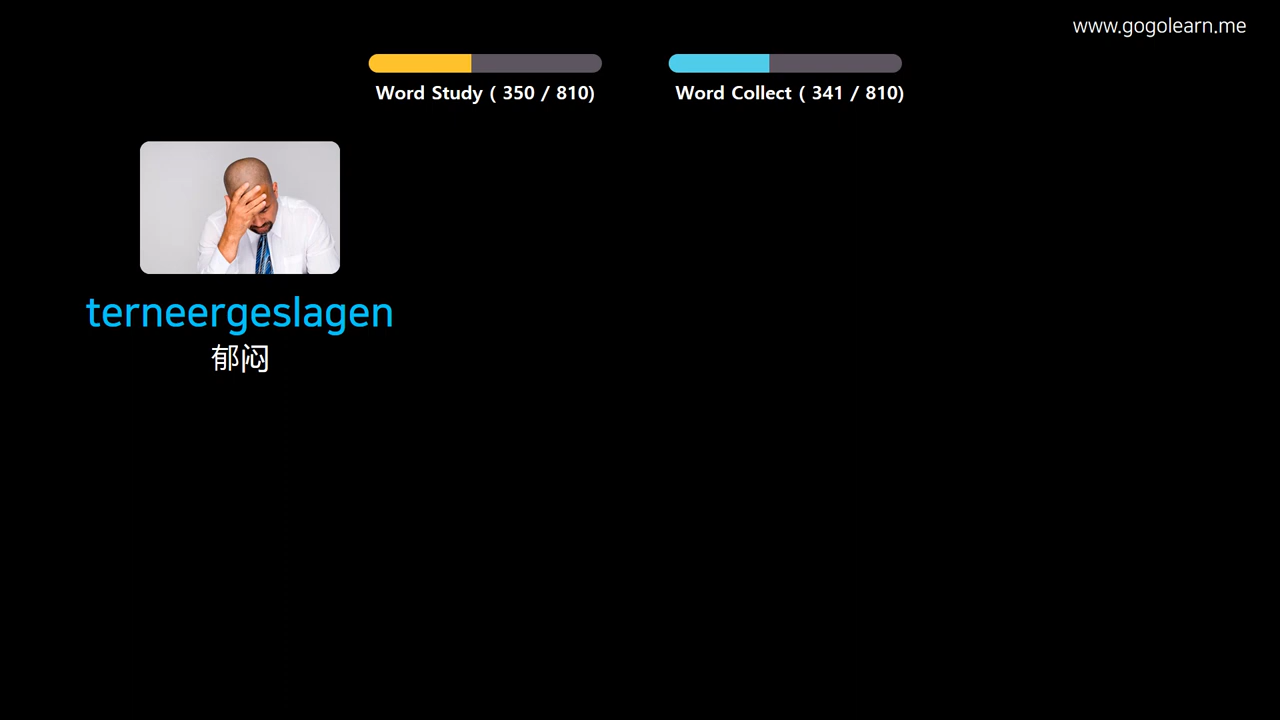 www.gogolearn.me
Word Study ( 350 / 810)
Word Collect ( 341 / 810)
terneergeslagen
郁闷